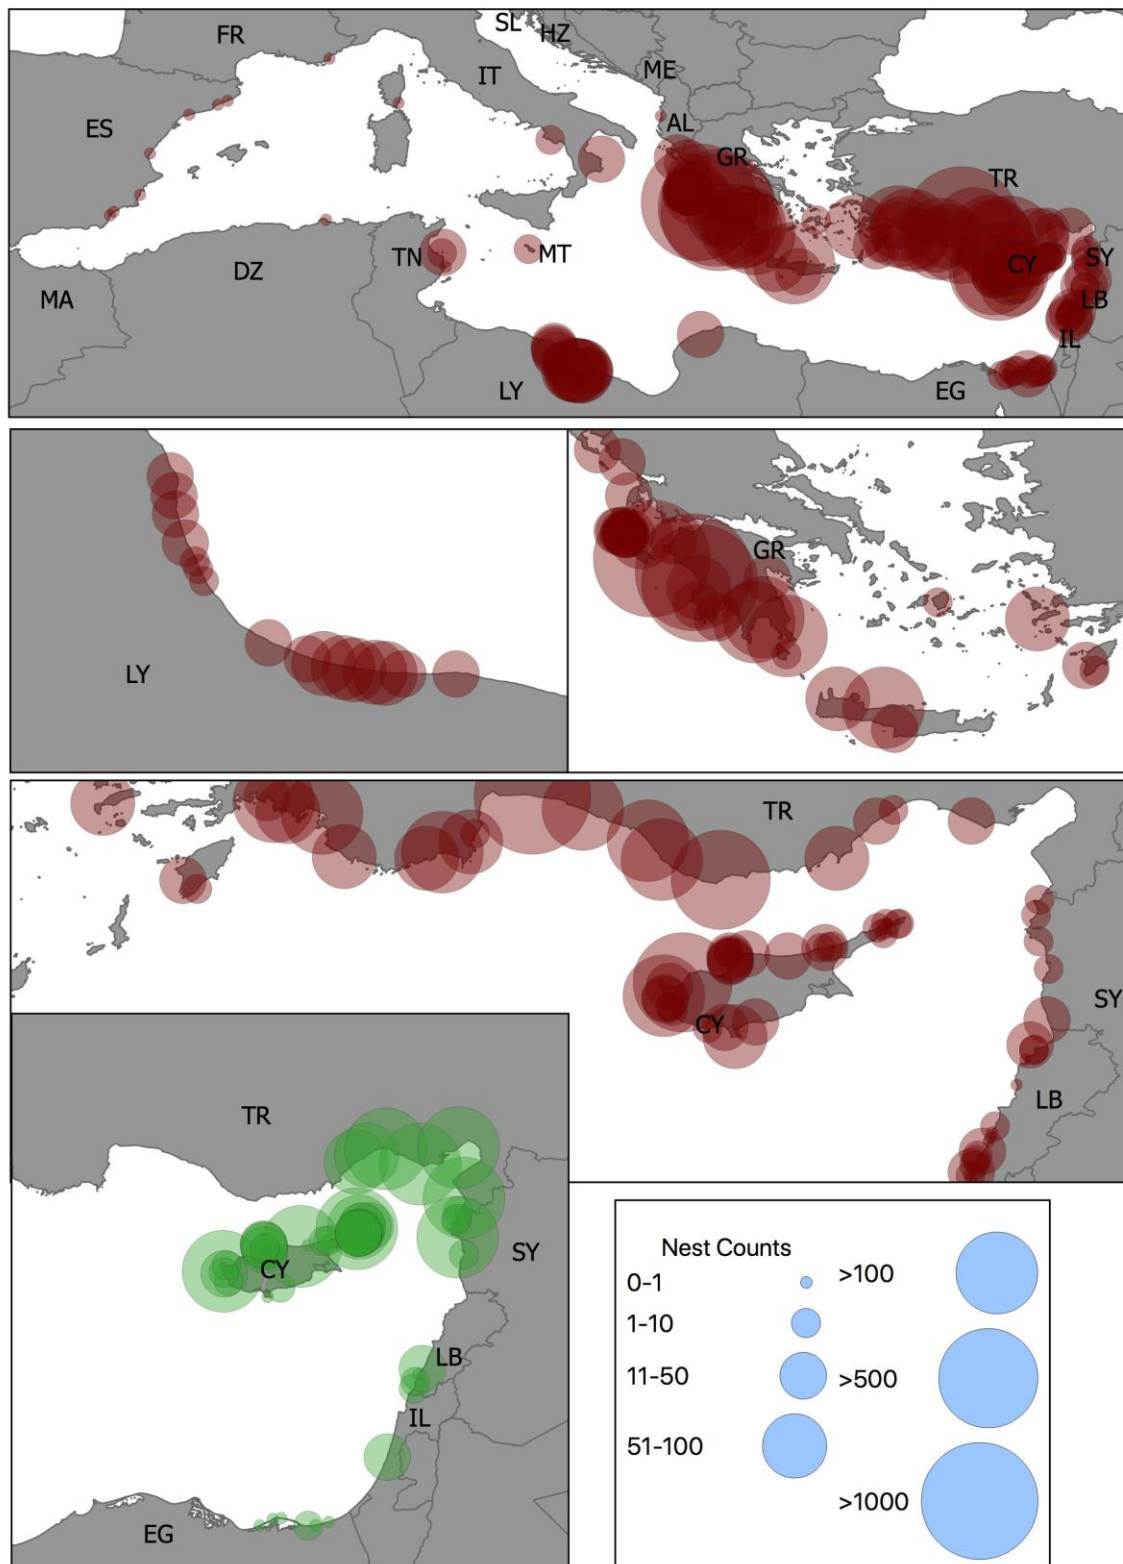 SL
HZ
FR
IT
ME
ES
AL
GR
TR
TN
MT
CY
SY
DZ
MA
LB
IL
LY
EG
LY
GR
TR
CY
SY
LB
TR
CY
SY
LB
IL
EG
Nest Counts
0-1
1-10
11-50
51-100
>100
>500
>1000